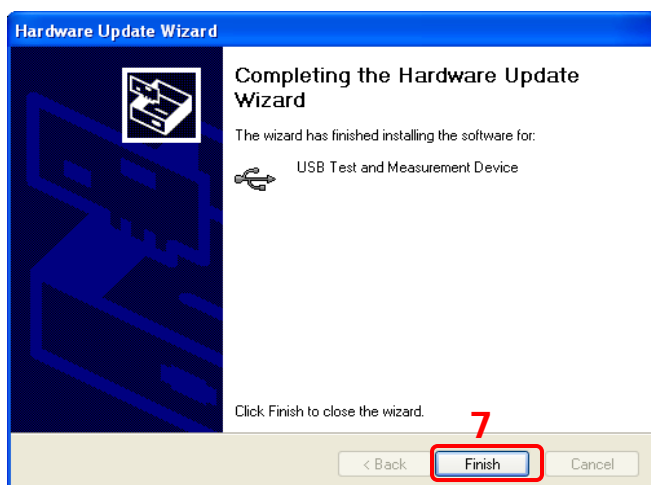 Hardware Update Wizard
Completing the Hardware Update
Wizard
The wizard has finished installing the software for:
USB Test and Measurement Device
Click Finish to close the wizard.
7
< Back
Finish
Cancel